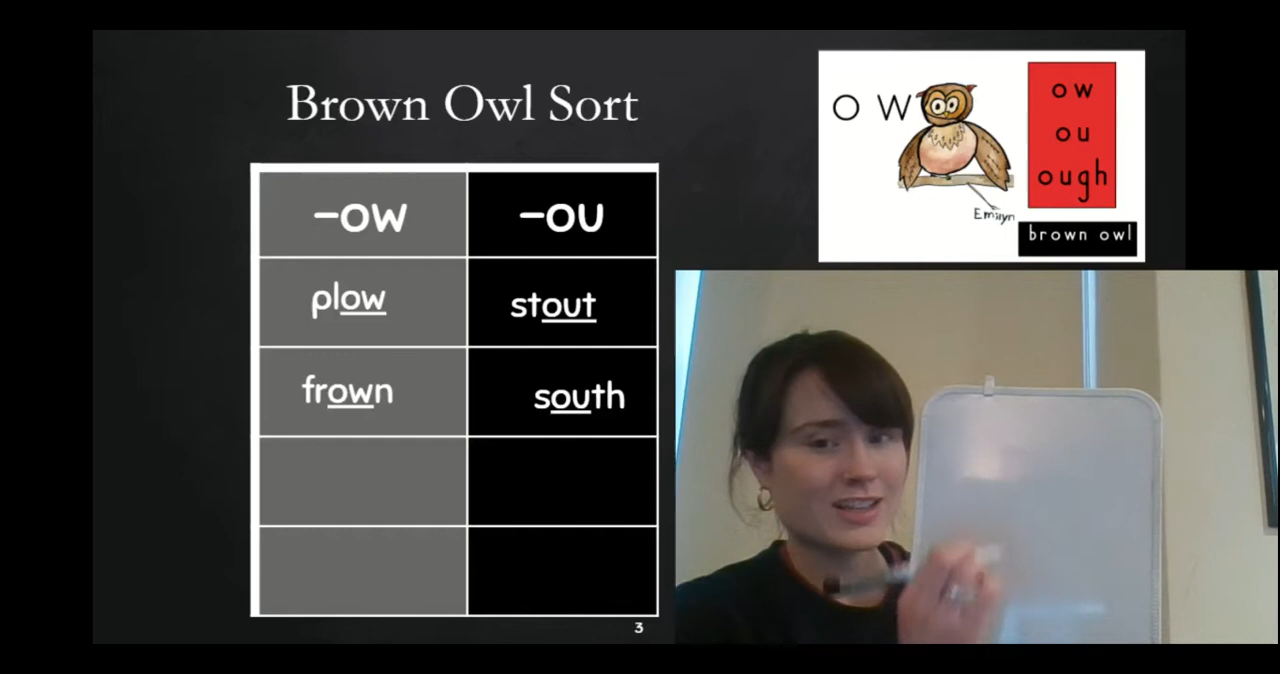 Brown Owl Sort
-ow
-ou
plow
stout
frown
south
3
o w
Emilyn
ow
ou
ough
brown owl